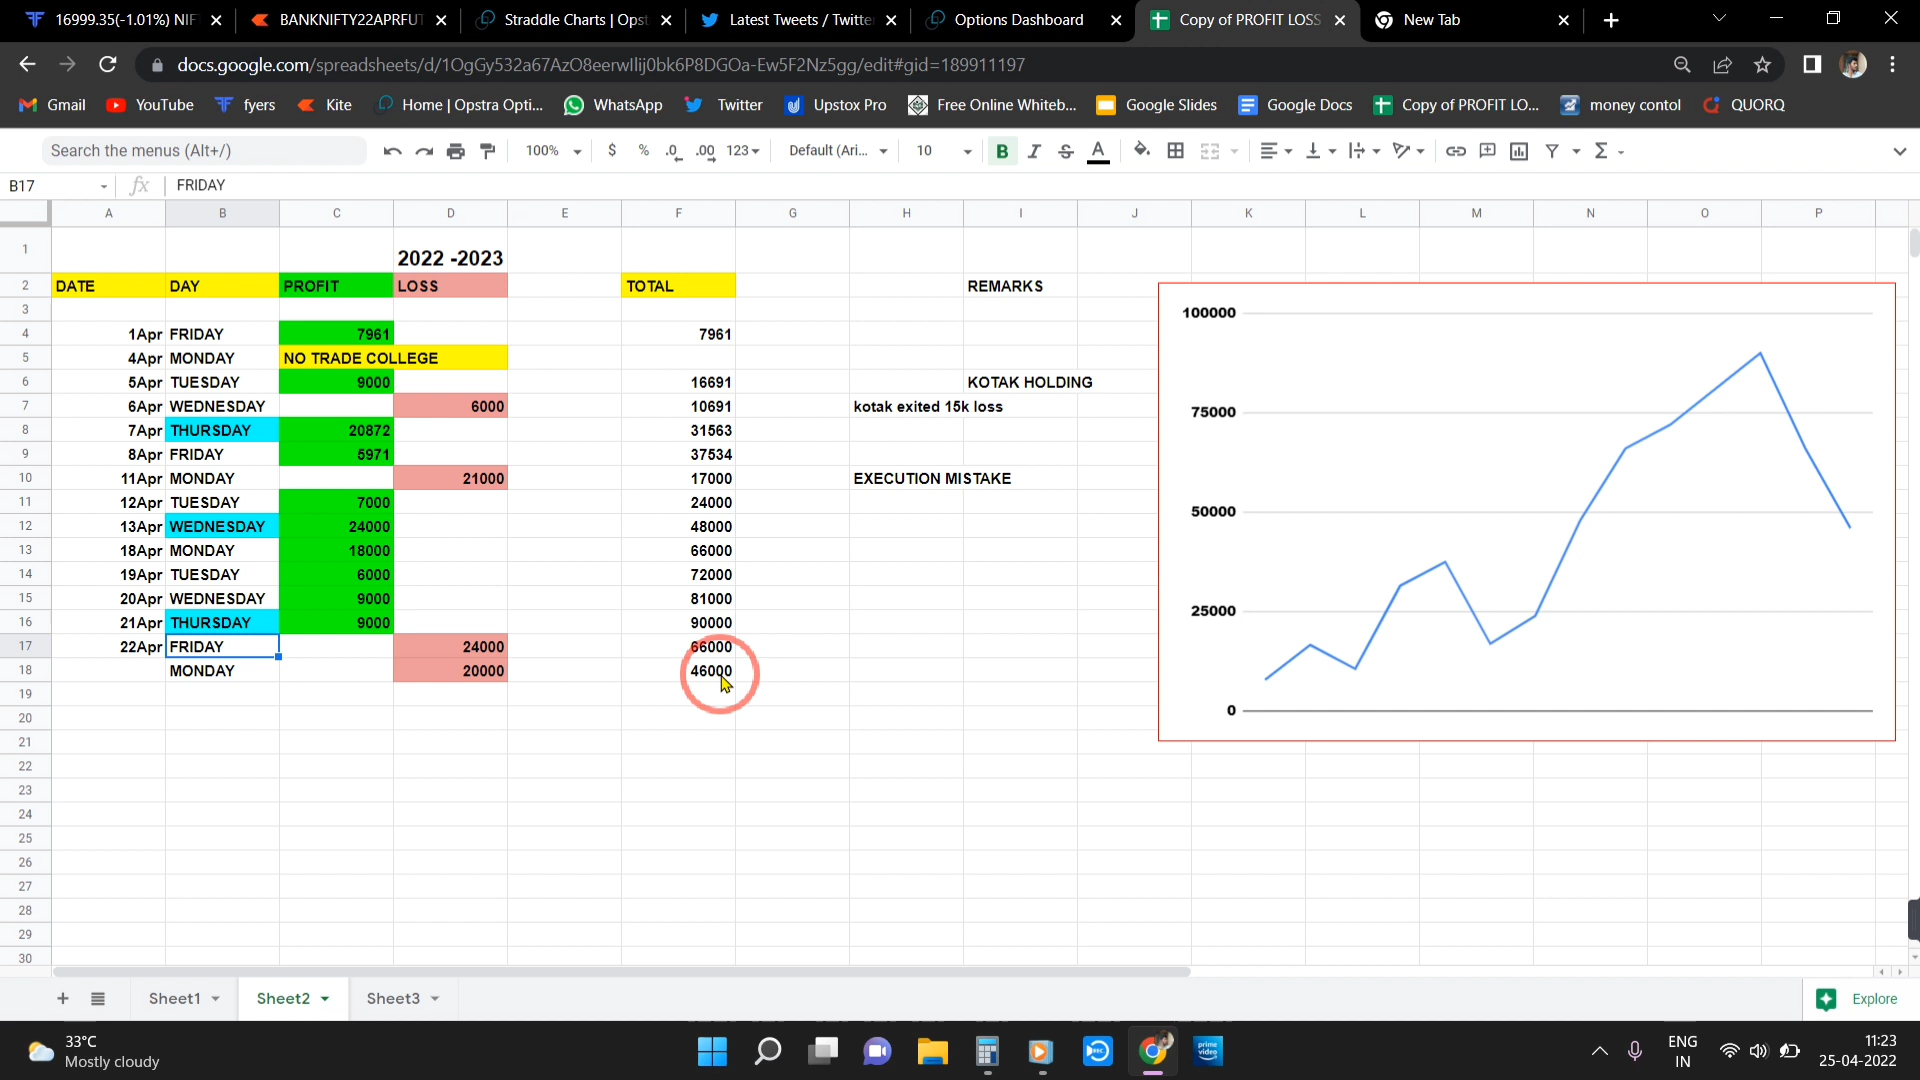 16999.35(-1.01%) NIF
BANKNIFTY22APRFUT
Straddle Charts | Opst
Latest Tweets / Twitte
Options Dashboard
Copy of PROFIT LOSS
New Tab
docs.google.com/spreadsheets/d/1OgGy532a67AzO8eerwIlij0bk6P8DGOa-Ew5F2Nz5gg/edit#gid=189911197
Gmail YouTube fyers Kite Home | Opstra Opti... WhatsApp Twitter Upstox Pro Free Online Whiteb... Google Slides Google Docs Copy of PROFIT LO... money contol QUORQ
Search the menus (Alt+/) 100% $ % .0 .00 123 Default (Ari... 10 B I S A Σ
B17 fx FRIDAY
A B C D E F G H I J K L M N O P
1 2022 -2023
2 DATE DAY PROFIT LOSS TOTAL REMARKS
3
4 1Apr FRIDAY 7961 7961
5 4Apr MONDAY NO TRADE COLLEGE
6 5Apr TUESDAY 9000 16691 KOTAK HOLDING
7 6Apr WEDNESDAY 6000 10691 kotak exited 15k loss
8 7Apr THURSDAY 20872 31563
9 8Apr FRIDAY 5971 37534
10 11Apr MONDAY 21000 17000 EXECUTION MISTAKE
11 12Apr TUESDAY 7000 24000
12 13Apr WEDNESDAY 24000 48000
13 18Apr MONDAY 18000 66000
14 19Apr TUESDAY 6000 72000
15 20Apr WEDNESDAY 9000 81000
16 21Apr THURSDAY 9000 90000
17 22Apr FRIDAY 24000 66000
18 MONDAY 20000 46000
19
20
21
22
23
24
25
26
27
28
29
30
100000
75000
50000
25000
0
Sheet1 Sheet2 Sheet3 Explore
33°C
Mostly cloudy
REC
prime
video
ENG
IN
11:23
25-04-2022